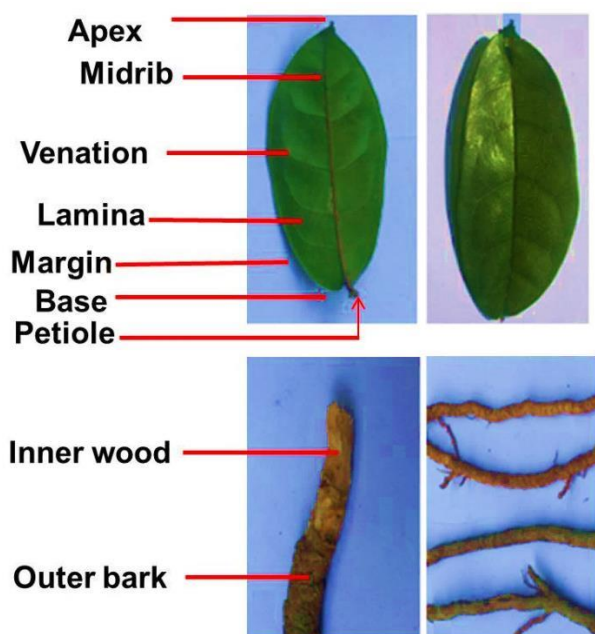 Apex
Midrib
Venation
Lamina
Margin
Base
Petiole
Inner wood
Outer bark